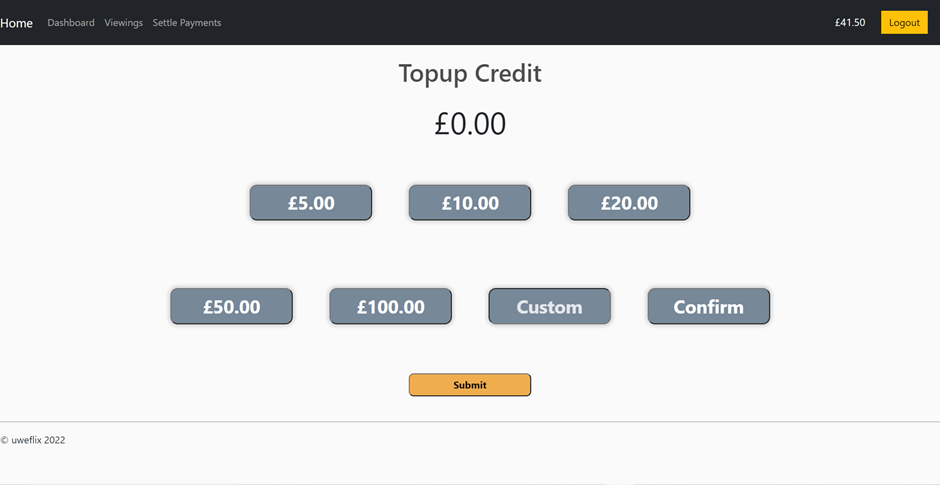 Home Dashboard Viewings Settle Payments £41.50 Logout
Topup Credit
£0.00
£5.00 £10.00 £20.00
£50.00 £100.00 Custom Confirm
Submit
© uweflix 2022